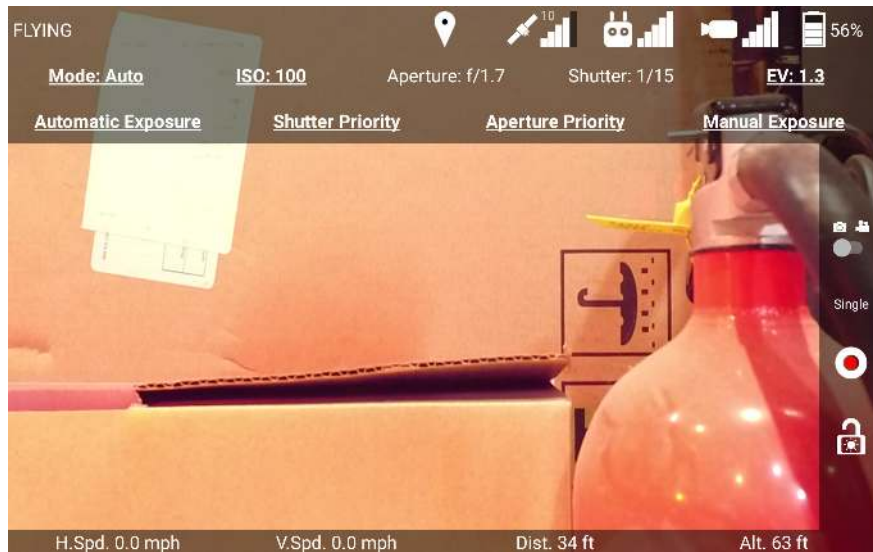 FLYING
10
56%
Mode: Auto ISO: 100 Aperture: f/1.7 Shutter: 1/15 EV: 1.3
Automatic Exposure Shutter Priority Aperture Priority Manual Exposure
Single
H.Spd. 0.0 mph V.Spd. 0.0 mph Dist. 34 ft Alt. 63 ft